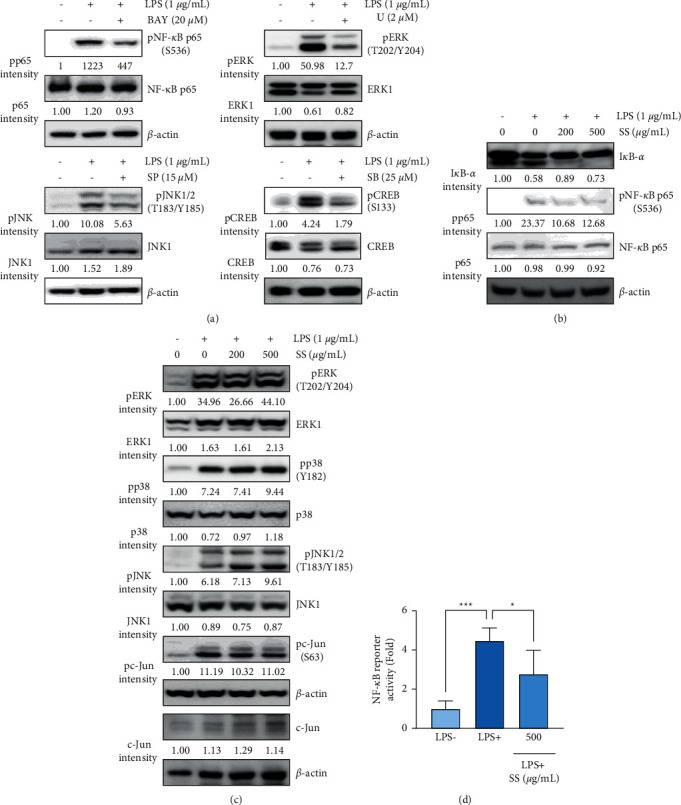 - + + LPS (1 µg/mL)
- - + BAY (20 µM)
pNF-κB p65
(S536)
pp65
intensity
1 1223 447
NF-κB p65
p65
intensity
1.00 1.20 0.93
β-actin
- + + LPS (1 µg/mL)
- - + U (2 µM)
pERK
(T202/Y204)
pERK
intensity
1.00 50.98 12.7
ERK1
ERK1
intensity
1.00 0.61 0.82
β-actin
- + + LPS (1 µg/mL)
- - + SP (15 µM)
pJNK1/2
(T183/Y185)
pJNK
intensity
1.00 10.08 5.63
JNK1
JNK1
intensity
1.00 1.52 1.89
β-actin
- + + LPS (1 µg/mL)
- - + SB (25 µM)
pCREB
(S133)
pCREB
intensity
1.00 4.24 1.79
CREB
CREB
intensity
1.00 0.76 0.73
β-actin
(a)
- + + + LPS (1 µg/mL)
0 0 200 500 SS (µg/mL)
IκB-α
IκB-α
intensity
1.00 0.58 0.89 0.73
pNF-κB p65
(S536)
pp65
intensity
1.00 23.37 10.68 12.68
NF-κB p65
p65
intensity
1.00 0.98 0.99 0.92
β-actin
(b)
- + + + LPS (1 µg/mL)
0 0 200 500 SS (µg/mL)
pERK
(T202/Y204)
pERK
intensity
1.00 34.96 26.66 44.10
ERK1
ERK1
intensity
1.00 1.63 1.61 2.13
pp38
(Y182)
pp38
intensity
1.00 7.24 7.41 9.44
p38
p38
intensity
1.00 0.72 0.97 1.18
pJNK1/2
(T183/Y185)
pJNK
intensity
1.00 6.18 7.13 9.61
JNK1
JNK1
intensity
1.00 0.89 0.75 0.87
pc-Jun
(S63)
pc-Jun
intensity
1.00 11.19 10.32 11.02
β-actin
c-Jun
c-Jun
intensity
1.00 1.13 1.29 1.14
β-actin
(c)
NF-κB reporter
activity (Fold)
6
4
2
0
*** *
LPS- LPS+ 500
LPS+
SS (µg/mL)
(d)